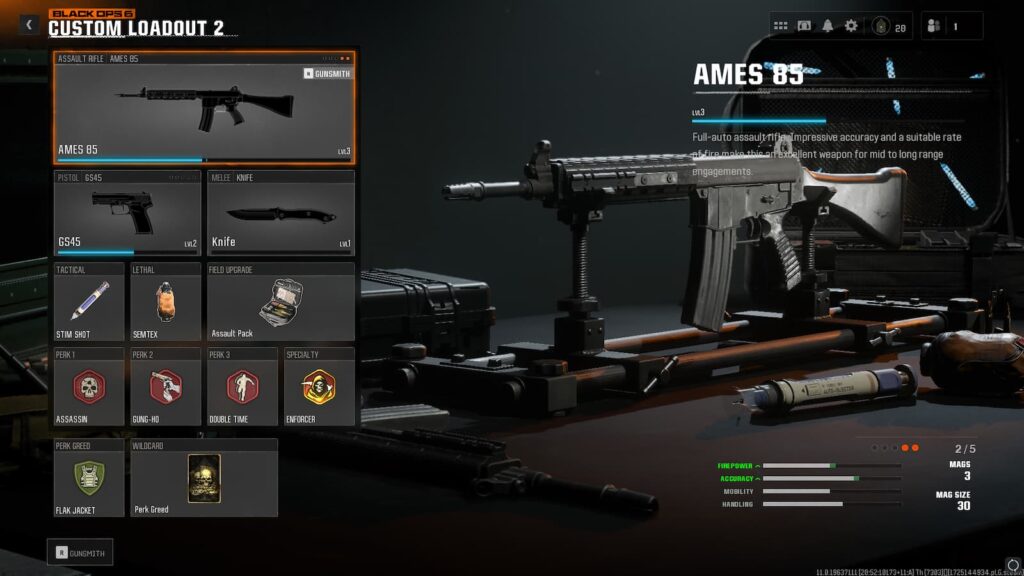 BLACK OPS 6
CUSTOM LOADOUT 2
20
1
ASSAULT RIFLE AMES 85
R GUNSMITH
AMES 85
LVL3
PISTOL GS45
GS45
LVL2
MELEE KNIFE
Knife
LVL1
TACTICAL
STIM SHOT
LETHAL
SEMTEX
FIELD UPGRADE
Assault Pack
PERK 1
ASSASSIN
PERK 2
GUNG-HO
PERK 3
DOUBLE TIME
SPECIALTY
ENFORCER
PERK GREED
FLAK JACKET
WILDCARD
Perk Greed
R GUNSMITH
AMES 85
LVL3
Full-auto assault rifle. Impressive accuracy and a suitable rate
of fire make this an excellent weapon for mid to long range
engagements.
2/5
FIREPOWER
ACCURACY
MOBILITY
HANDLING
MAGS
3
MAG SIZE
30